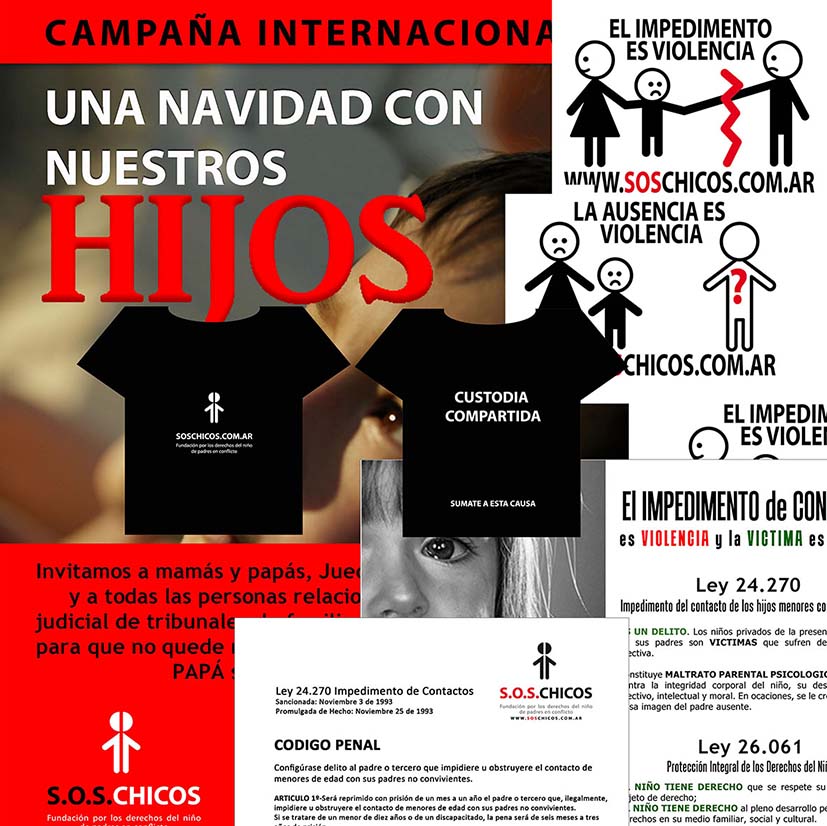 CAMPAÑA INTERNACIONA
UNA NAVIDAD CON
NUESTROS
HIJOS
SOSCHICOS.COM.AR
Fundación por los derechos del niño
de padres en conflicto
CUSTODIA
COMPARTIDA
SUMATE A ESTA CAUSA
Invitamos a mamás y papás,
y a todas las personas
judicial de
para que no quede
PAPÁ
S.O.S.CHICOS
Fundación por los derechos del niño
de padres en conflicto
EL IMPEDIMENTO
ES VIOLENCIA
WWW.SOSCHICOS.COM.AR
LA AUSENCIA ES
VIOLENCIA
?
CHICOS.COM.AR
EL IMPEDIM
ES VIOLEN
El IMPEDIMENTO de CON
es VIOLENCIA y la VICTIMA es
Ley 24.270
Impedimento del contacto de los hijos menores co
UN DELITO. Los niños privados de la presen
sus padres son VICTIMAS que sufren de
ectiva.
nstituye MALTRATO PARENTAL PSICOLOGIC
ntra la integridad corporal del niño, su des
ectivo, intelectual y moral. En ocaciones, se le cr
sa imagen del padre ausente.
Ley 26.061
Protección Integral de los Derechos del Ni
NIÑO TIENE DERECHO que se respete su
jeto de derecho;
NIÑO TIENE DERECHO al pleno desarrollo pe
rechos en su medio familiar, social y cultural.
S.O.S.CHICOS
Fundación por los derechos del niño
de padres en conflicto
WWW.SOSCHICOS.COM.AR
Ley 24.270 Impedimento de Contactos
Sancionada: Noviembre 3 de 1993
Promulgada de Hecho: Noviembre 25 de 1993
CODIGO PENAL
Configúrase delito al padre o tercero que impidiere u obstruyere el contacto de
menores de edad con sus padres no convivientes.
ARTICULO 1º-Será reprimido con prisión de un mes a un año el padre o tercero que, ilegalmente,
impidiere u obstruyere el contacto de menores de edad con sus padres no convivientes.
Si se tratare de un menor de diez años o de un discapacitado, la pena será de seis meses a tres
años de prisión.